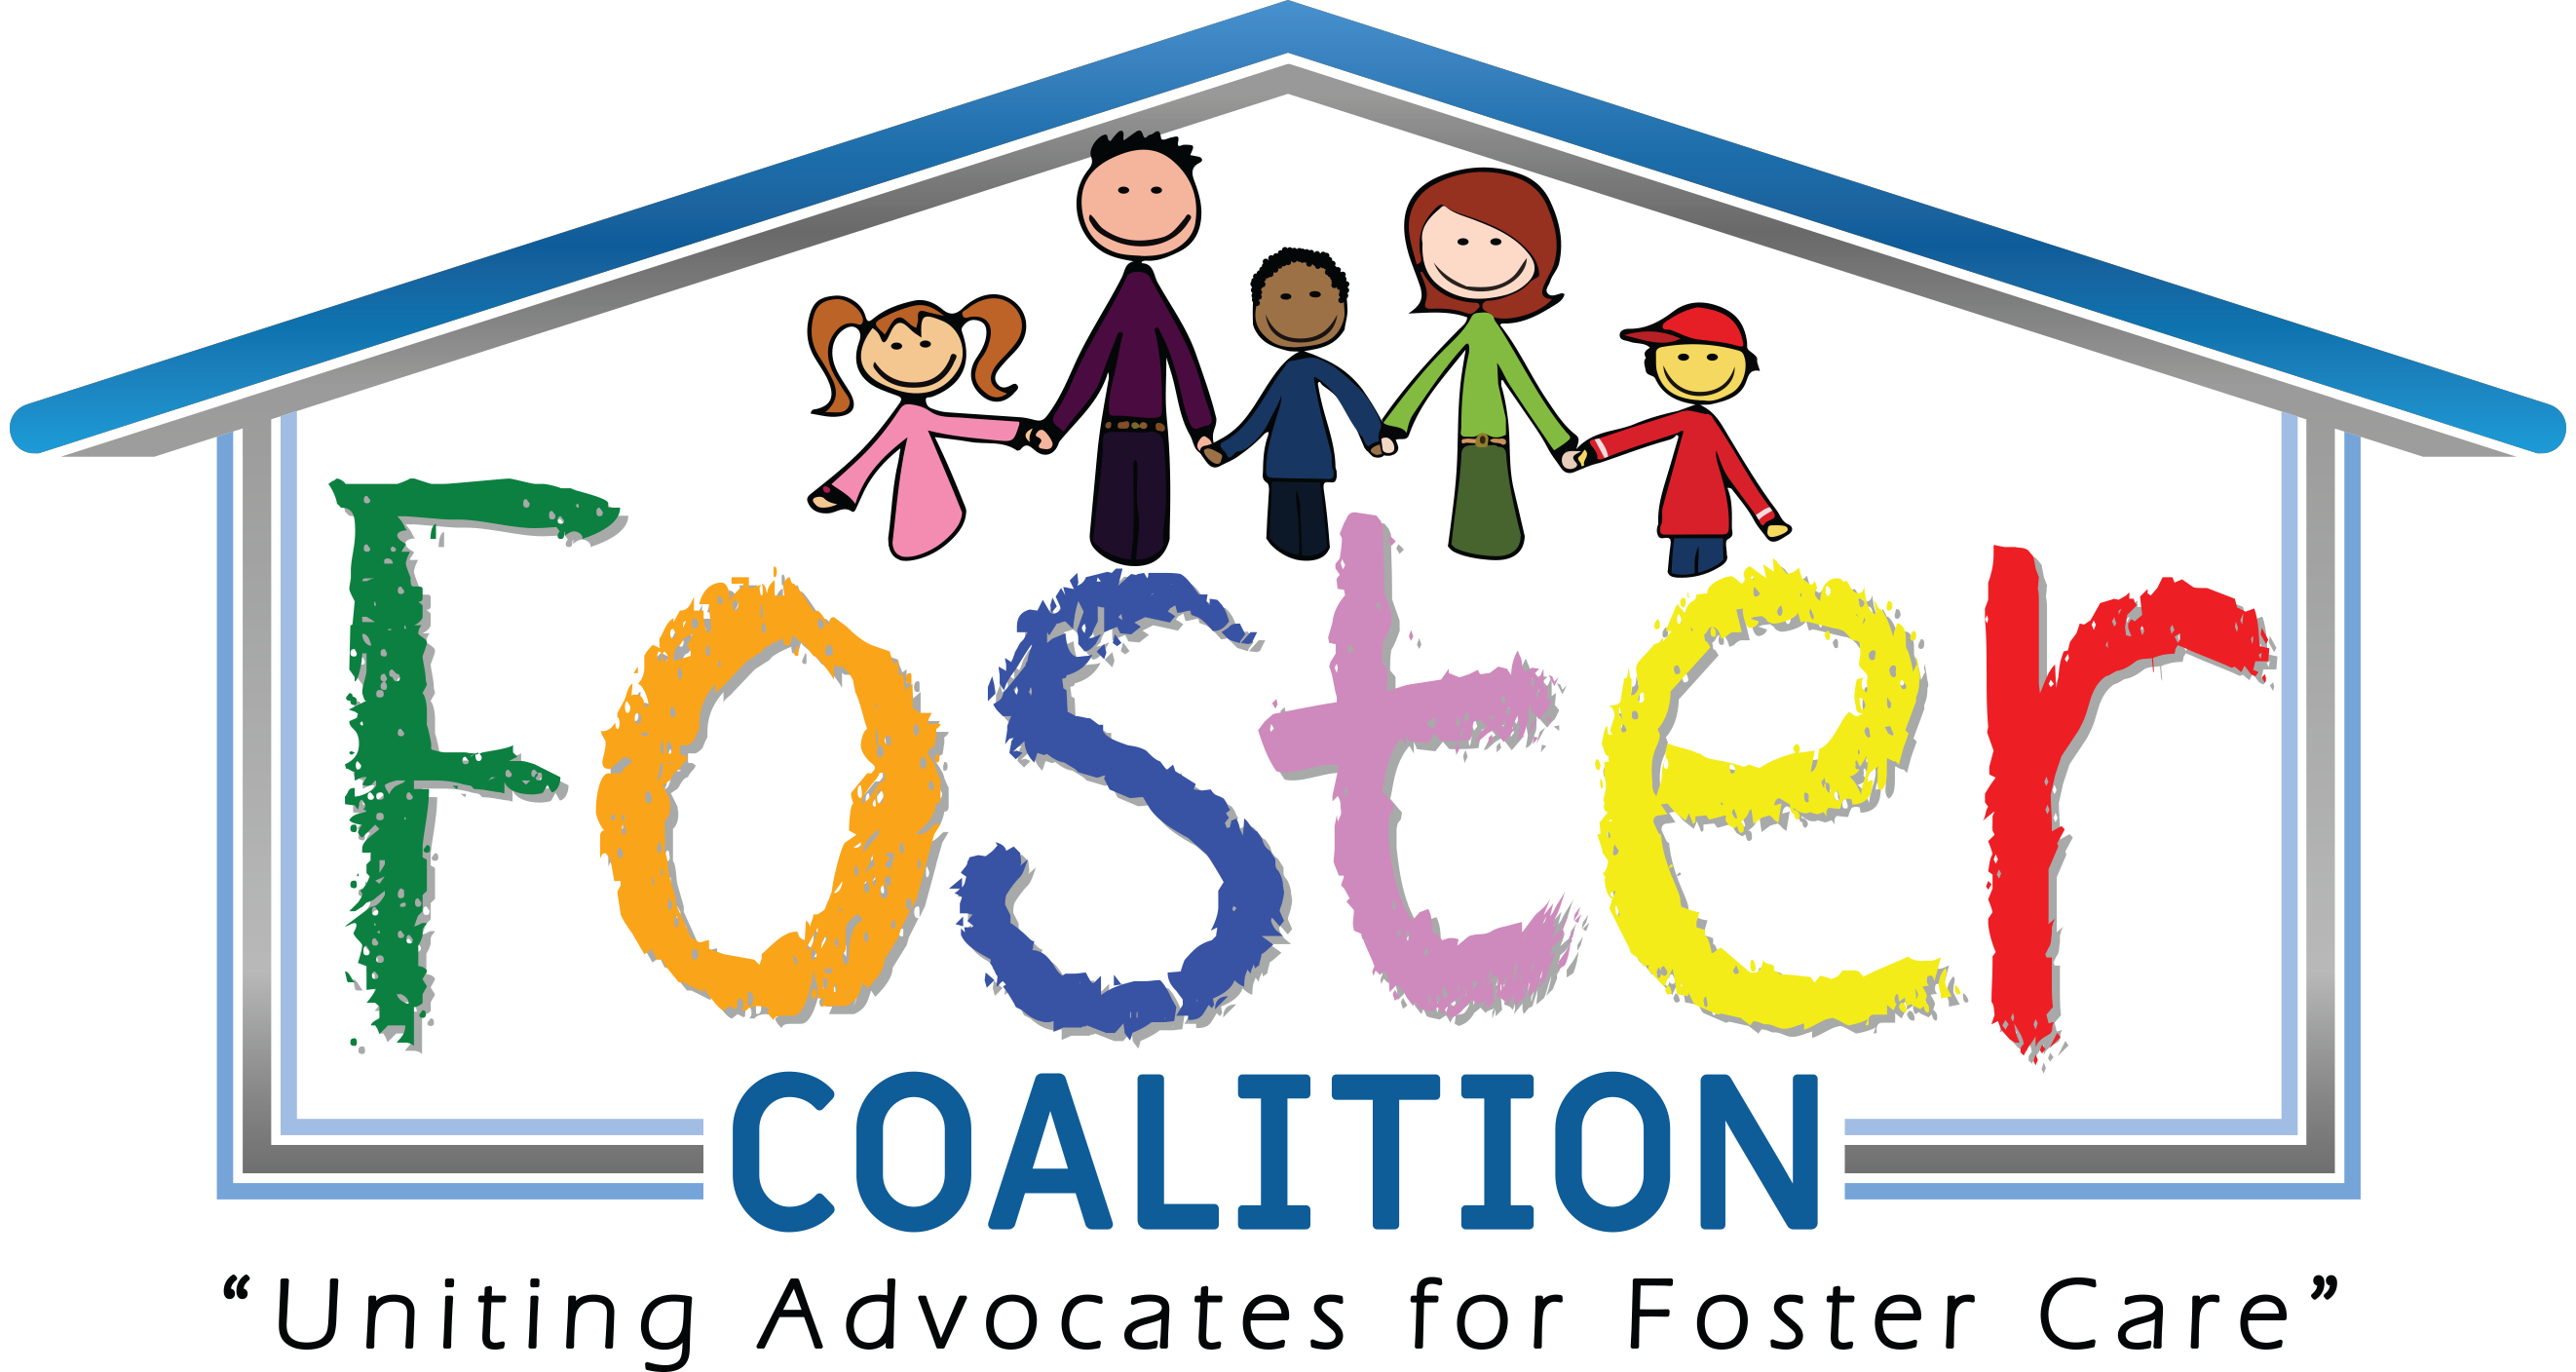 Foster
COALITION
“Uniting Advocates for Foster Care”